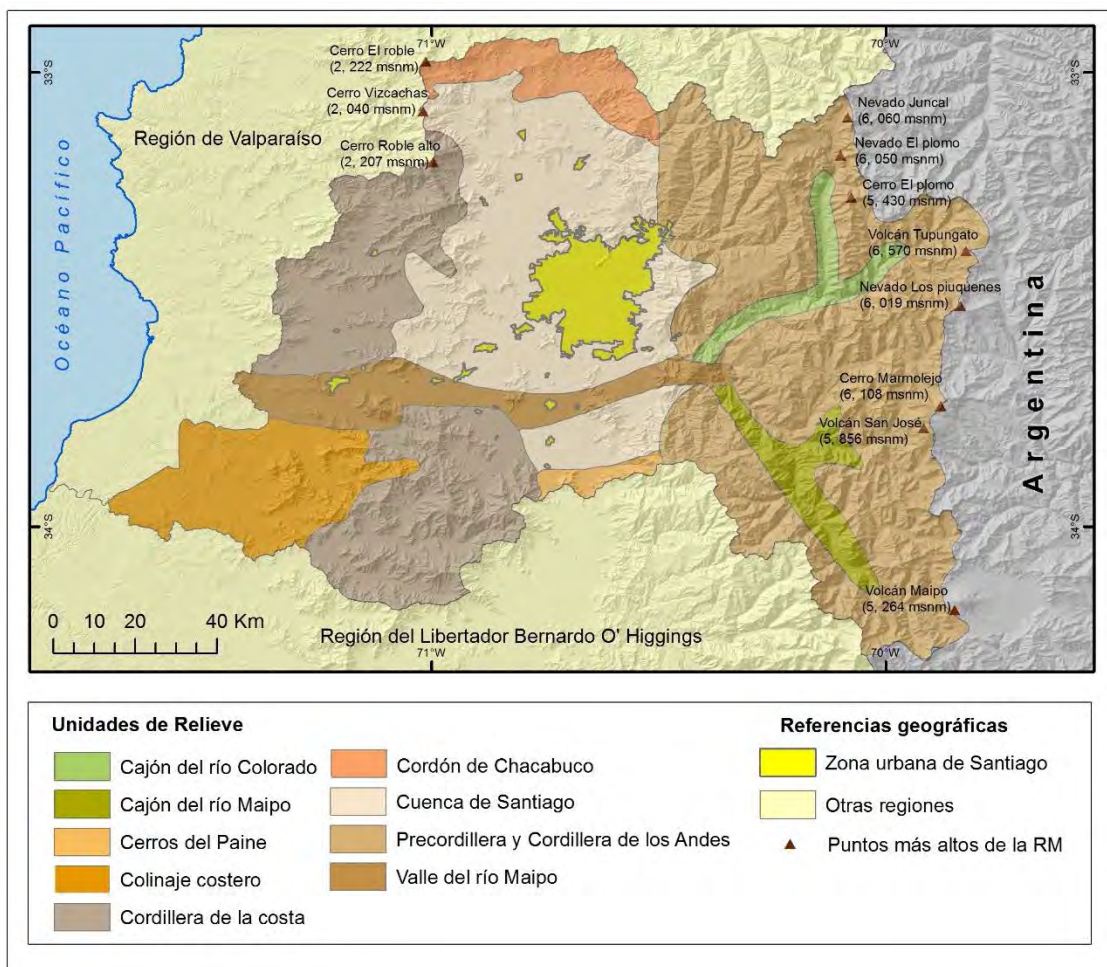 71°W
70°W
33°S
33°S
Cerro El roble
(2, 222 msnm)
Cerro Vizcachas
(2, 040 msnm)
Región de Valparaíso
Cerro Roble alto
(2, 207 msnm)
Nevado Juncal
(6, 060 msnm)
Nevado El plomo
(6, 050 msnm)
Cerro El plomo
(5, 430 msnm)
Volcán Tupungato
(6, 570 msnm)
Nevado Los piuquenes
(6, 019 msnm)
Cerro Marmolejo
(6, 108 msnm)
Volcán San José
(5, 856 msnm)
Volcán Maipo
(5, 264 msnm)
Océano Pacífico
Argentina
34°S
34°S
0 10 20 40 Km
Región del Libertador Bernardo O' Higgings
71°W
70°W
Unidades de Relieve
Cajón del río Colorado
Cajón del río Maipo
Cerros del Paine
Colinaje costero
Cordillera de la costa
Cordón de Chacabuco
Cuenca de Santiago
Precordillera y Cordillera de los Andes
Valle del río Maipo
Referencias geográficas
Zona urbana de Santiago
Otras regiones
Puntos más altos de la RM